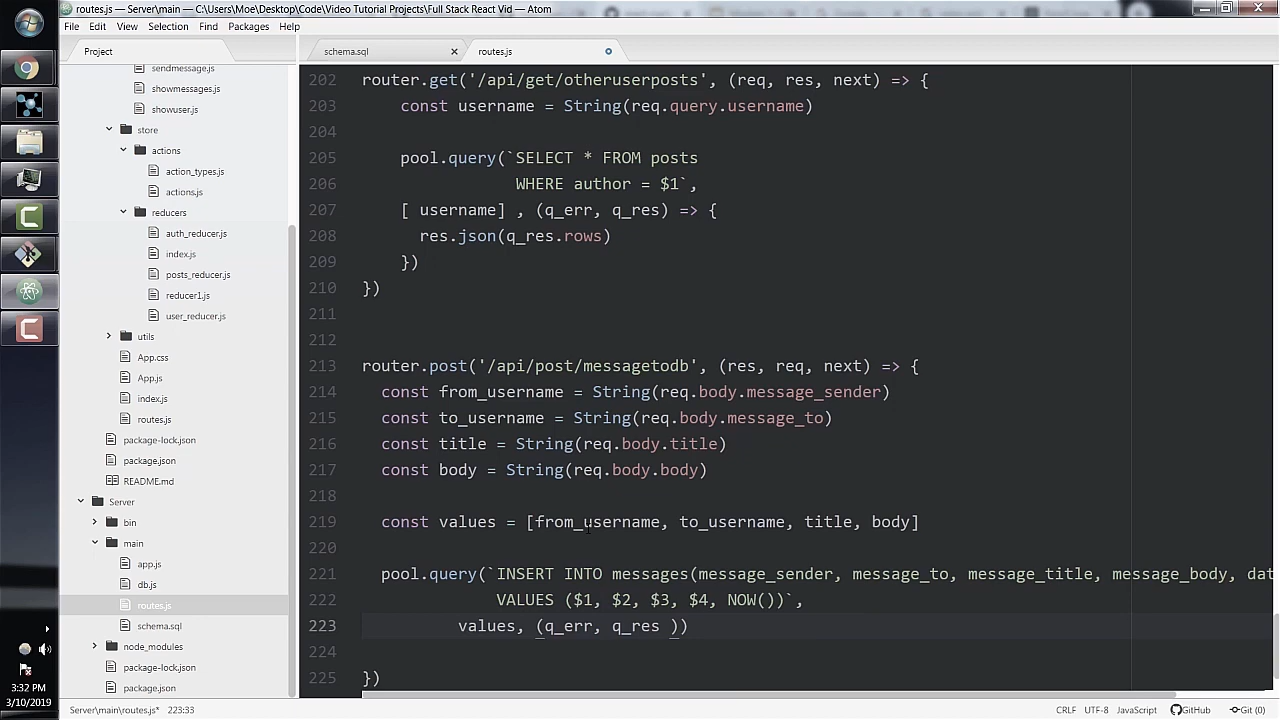 routes.js — Server\main — C:\Users\Moe\Desktop\Code\Video Tutorial Projects\Full Stack React Vid — Atom
File Edit View Selection Find Packages Help
Project
schema.sql
routes.js
sendmessage.js
showmessages.js
showuser.js
store
actions
action_types.js
actions.js
reducers
auth_reducer.js
index.js
posts_reducer.js
reducer1.js
user_reducer.js
utils
App.css
App.js
index.js
routes.js
package-lock.json
package.json
README.md
Server
bin
main
app.js
db.js
routes.js
schema.sql
node_modules
package-lock.json
package.json
202 router.get('/api/get/otheruserposts', (req, res, next) => {
203 const username = String(req.query.username)
204
205 pool.query(`SELECT * FROM posts
206 WHERE author = $1`,
207 [ username] , (q_err, q_res) => {
208 res.json(q_res.rows)
209 })
210 })
211
212
213 router.post('/api/post/messagetodb', (res, req, next) => {
214 const from_username = String(req.body.message_sender)
215 const to_username = String(req.body.message_to)
216 const title = String(req.body.title)
217 const body = String(req.body.body)
218
219 const values = [from_username, to_username, title, body]
220
221 pool.query(`INSERT INTO messages(message_sender, message_to, message_title, message_body, dat
222 VALUES ($1, $2, $3, $4, NOW())`,
223 values, (q_err, q_res ))
224
225 })
3:32 PM
3/10/2019
Server\main\routes.js* 223:33
CRLF UTF-8 JavaScript GitHub Git (0)